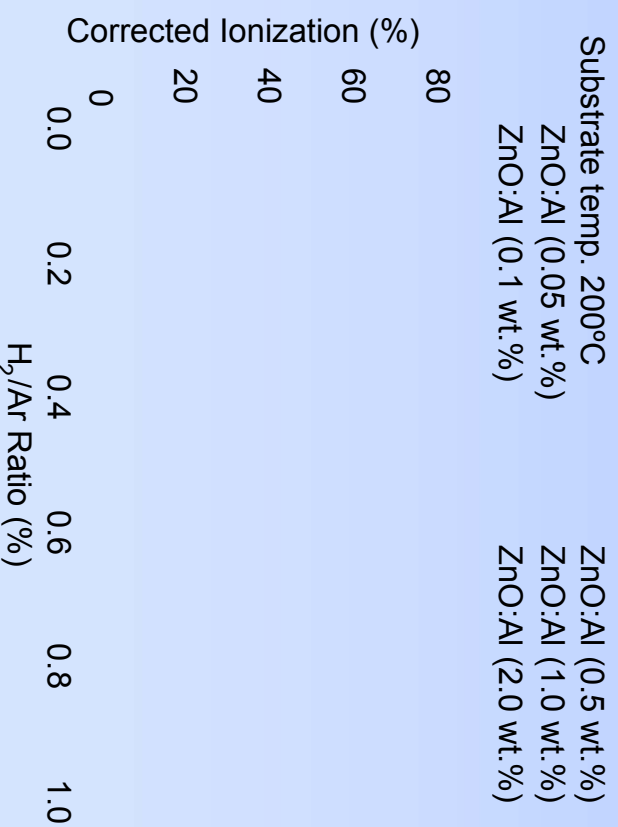 Substrate temp. 200ºC
ZnO:Al (0.05 wt.%)
ZnO:Al (0.1 wt.%)
ZnO:Al (0.5 wt.%)
ZnO:Al (1.0 wt.%)
ZnO:Al (2.0 wt.%)
Corrected Ionization (%)
80
60
40
20
0
0.0 0.2 0.4 0.6 0.8 1.0
H₂/Ar Ratio (%)